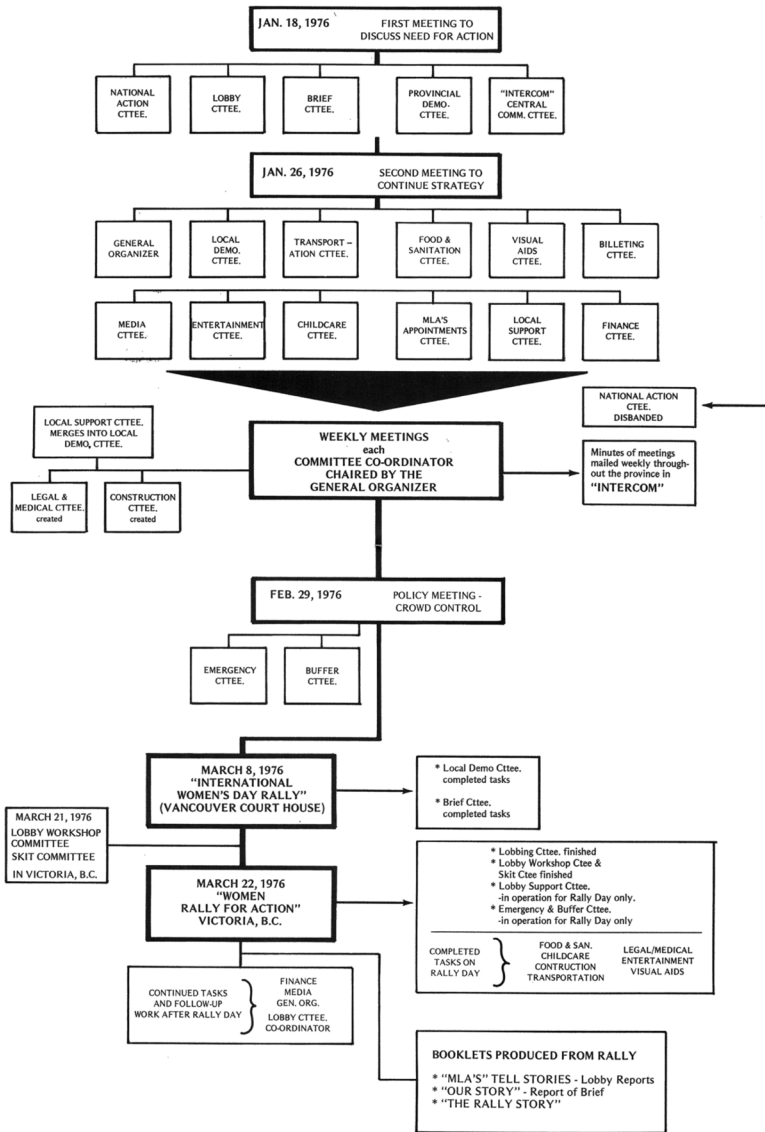 JAN. 18, 1976 FIRST MEETING TO
DISCUSS NEED FOR ACTION
NATIONAL
ACTION
CTTEE.
LOBBY
CTTEE.
BRIEF
CTTEE.
PROVINCIAL
DEMO.
CTTEE.
"INTERCOM"
CENTRAL
COMM. CTTEE.
JAN. 26, 1976 SECOND MEETING TO
CONTINUE STRATEGY
GENERAL
ORGANIZER
LOCAL
DEMO.
CTTEE.
TRANSPORT –
ATION CTTEE.
FOOD &
SANITATION
CTTEE.
VISUAL
AIDS
CTTEE.
BILLETING
CTTEE.
MEDIA
CTTEE.
ENTERTAINMENT
CTTEE.
CHILDCARE
CTTEE.
MLA'S
APPOINTMENTS
CTTEE.
LOCAL
SUPPORT
CTTEE.
FINANCE
CTTEE.
NATIONAL ACTION
CTEE.
DISBANDED
LOCAL SUPPORT CTTEE.
MERGES INTO LOCAL
DEMO, CTTEE.
WEEKLY MEETINGS
each
COMMITTEE CO-ORDINATOR
CHAIRED BY THE
GENERAL ORGANIZER
Minutes of meetings
mailed weekly through-
out the province in
"INTERCOM"
LEGAL &
MEDICAL CTTEE.
created
CONSTRUCTION
CTTEE.
created
FEB. 29, 1976 POLICY MEETING -
CROWD CONTROL
EMERGENCY
CTTEE.
BUFFER
CTTEE.
MARCH 8, 1976
"INTERNATIONAL
WOMEN'S DAY RALLY"
(VANCOUVER COURT HOUSE)
* Local Demo Cttee.
completed tasks
* Brief Cttee.
completed tasks
MARCH 21, 1976
LOBBY WORKSHOP
COMMITTEE
SKIT COMMITTEE
IN VICTORIA, B.C.
MARCH 22, 1976
"WOMEN
RALLY FOR ACTION"
VICTORIA, B.C.
* Lobbing Cttee. finished
* Lobby Workshop Ctee &
Skit Ctee finished
* Lobby Support Cttee.
-in operation for Rally Day only.
* Emergency & Buffer Cttee.
-in operation for Rally Day only
COMPLETED
TASKS ON
RALLY DAY
FOOD & SAN.
CHILDCARE
CONTRUCTION
TRANSPORTATION
LEGAL/MEDICAL
ENTERTAINMENT
VISUAL AIDS
CONTINUED TASKS
AND FOLLOW-UP
WORK AFTER RALLY DAY
FINANCE
MEDIA
GEN. ORG.
LOBBY CTTEE.
CO-ORDINATOR
BOOKLETS PRODUCED FROM RALLY
* "MLA'S" TELL STORIES - Lobby Reports
* "OUR STORY" - Report of Brief
* "THE RALLY STORY"